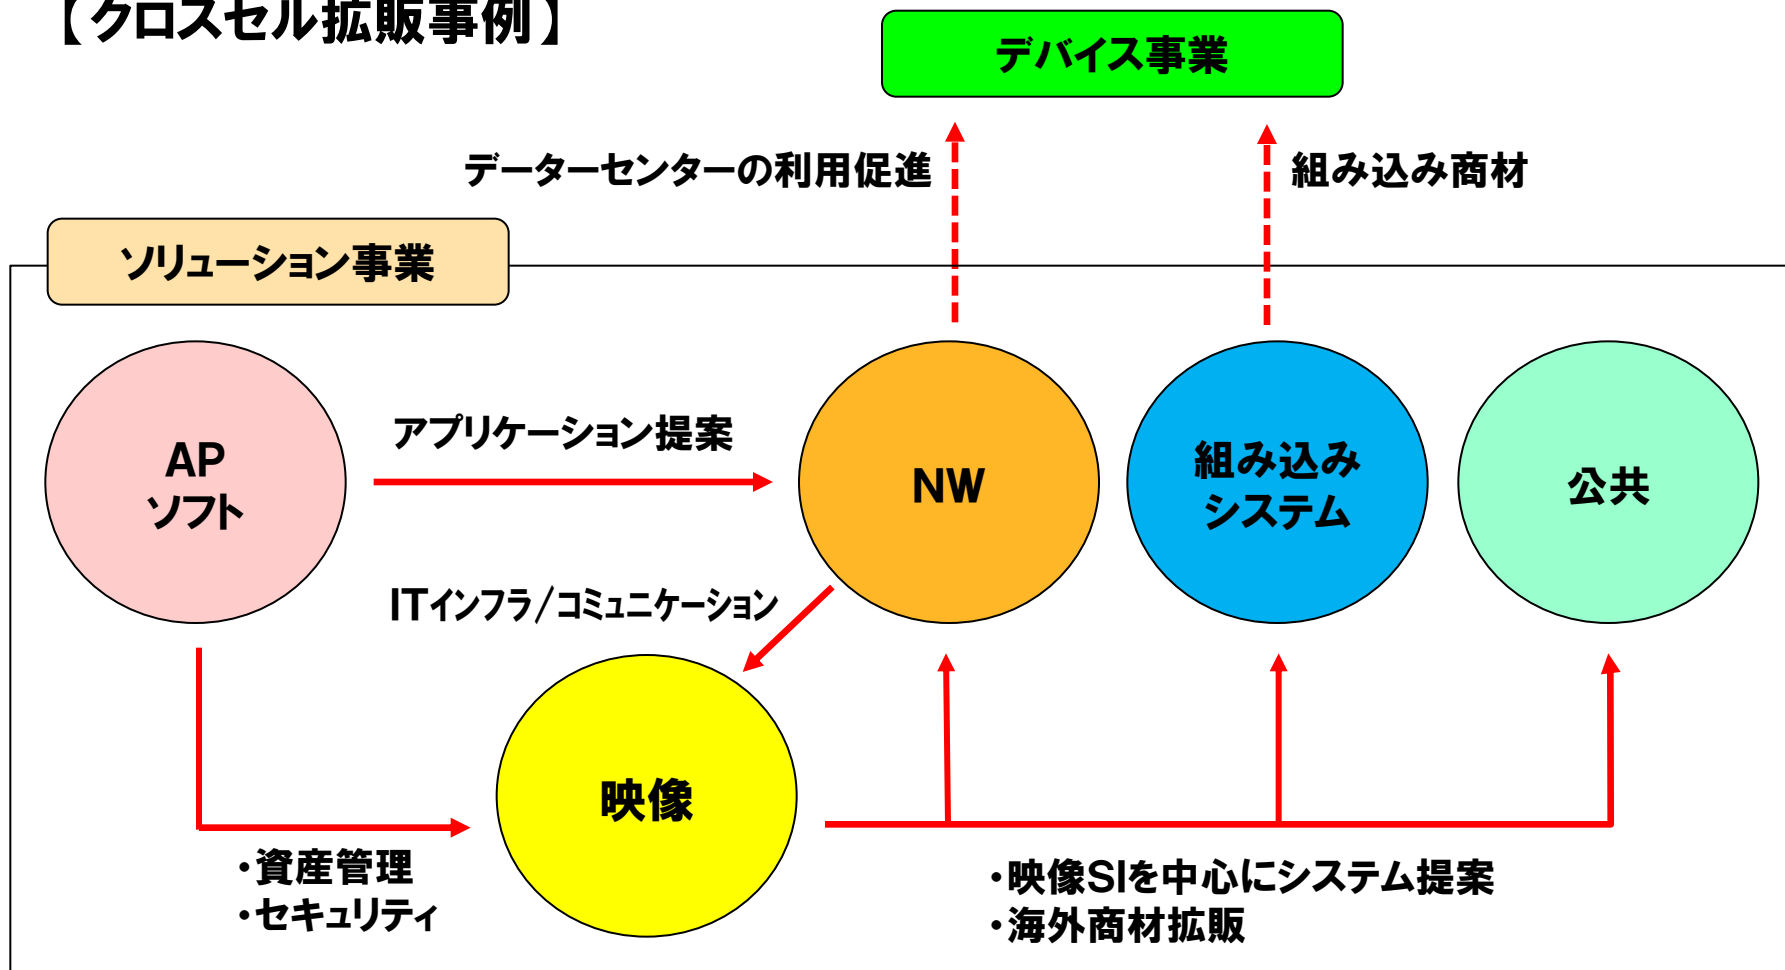 【クロスセル拡販事例】
デバイス事業
データーセンターの利用促進
組み込み商材
ソリューション事業
AP
ソフト
アプリケーション提案
NW
組み込み
システム
公共
ITインフラ/コミュニケーション
映像
・資産管理
・セキュリティ
・映像SIを中心にシステム提案
・海外商材拡販